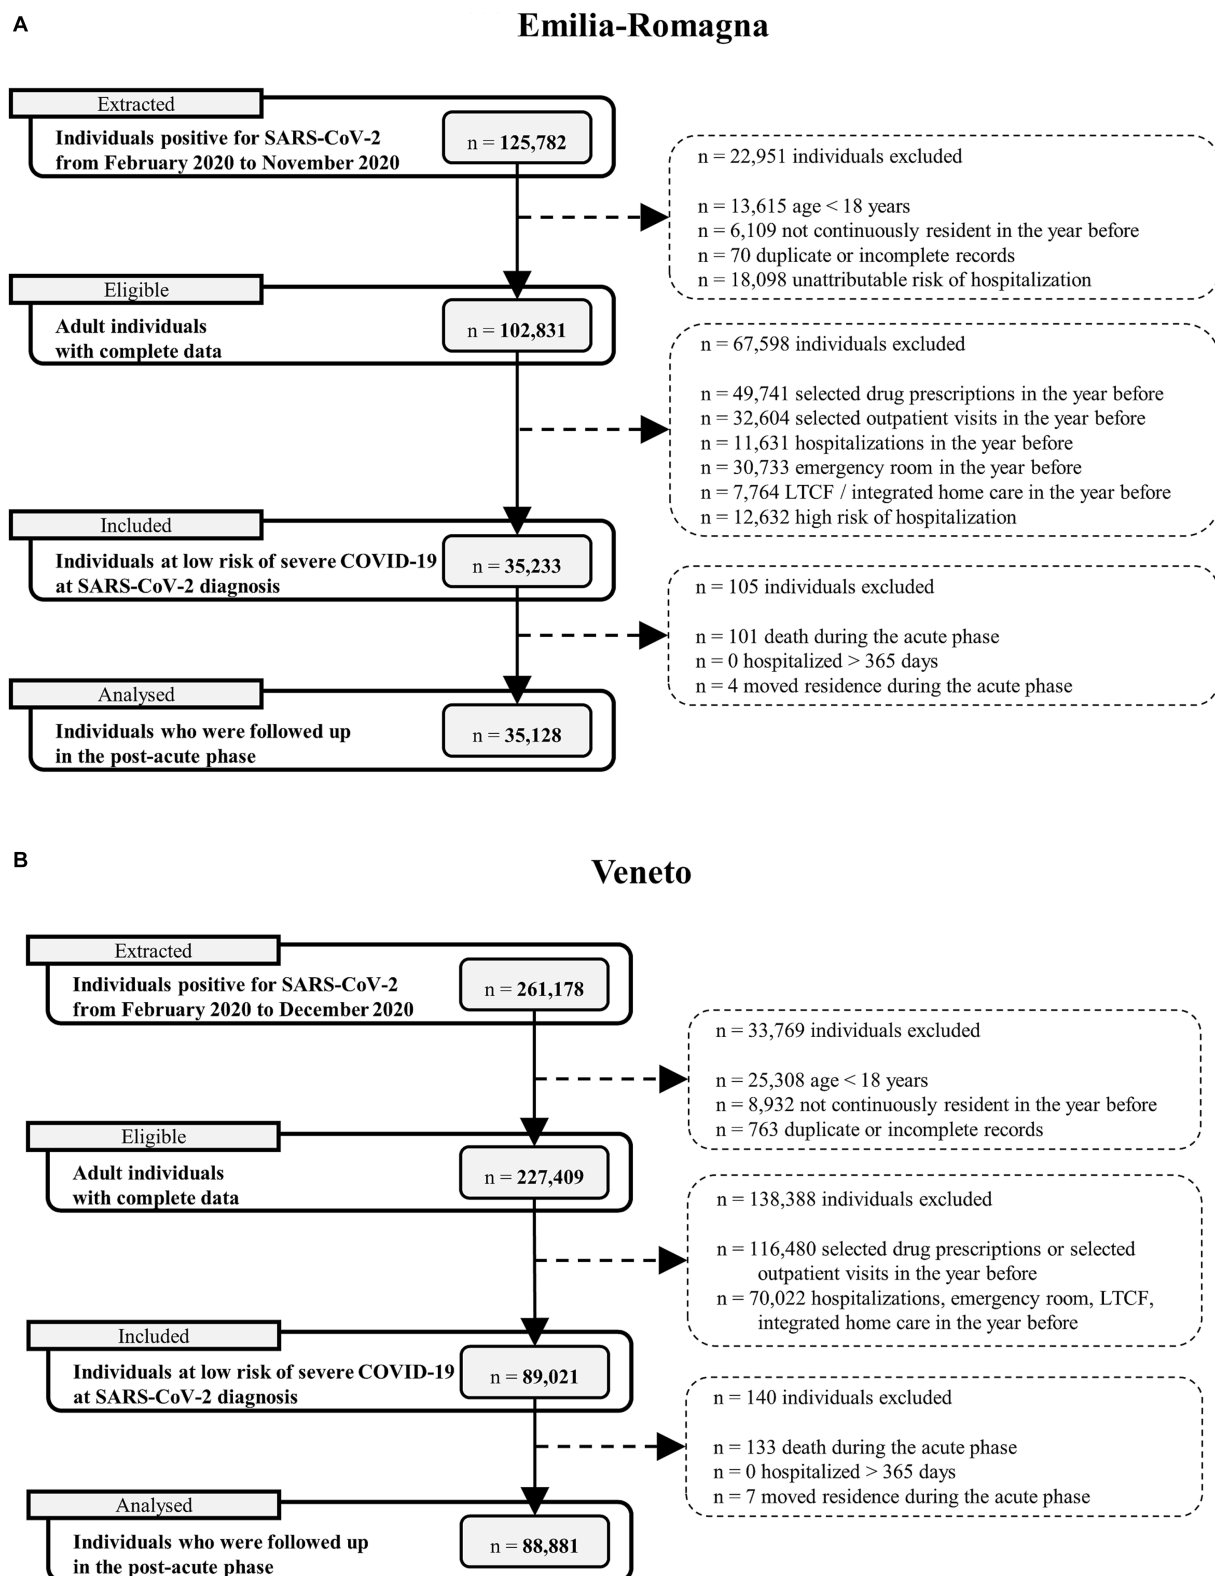 A
Emilia-Romagna
Extracted
Individuals positive for SARS-CoV-2
from February 2020 to November 2020
n = 125,782
n = 22,951 individuals excluded
n = 13,615 age < 18 years
n = 6,109 not continuously resident in the year before
n = 70 duplicate or incomplete records
n = 18,098 unattributable risk of hospitalization
Eligible
Adult individuals
with complete data
n = 102,831
n = 67,598 individuals excluded
n = 49,741 selected drug prescriptions in the year before
n = 32,604 selected outpatient visits in the year before
n = 11,631 hospitalizations in the year before
n = 30,733 emergency room in the year before
n = 7,764 LTCF / integrated home care in the year before
n = 12,632 high risk of hospitalization
Included
Individuals at low risk of severe COVID-19
at SARS-CoV-2 diagnosis
n = 35,233
n = 105 individuals excluded
n = 101 death during the acute phase
n = 0 hospitalized > 365 days
n = 4 moved residence during the acute phase
Analysed
Individuals who were followed up
in the post-acute phase
n = 35,128
B
Veneto
Extracted
Individuals positive for SARS-CoV-2
from February 2020 to December 2020
n = 261,178
n = 33,769 individuals excluded
n = 25,308 age < 18 years
n = 8,932 not continuously resident in the year before
n = 763 duplicate or incomplete records
Eligible
Adult individuals
with complete data
n = 227,409
n = 138,388 individuals excluded
n = 116,480 selected drug prescriptions or selected
outpatient visits in the year before
n = 70,022 hospitalizations, emergency room, LTCF,
integrated home care in the year before
Included
Individuals at low risk of severe COVID-19
at SARS-CoV-2 diagnosis
n = 89,021
n = 140 individuals excluded
n = 133 death during the acute phase
n = 0 hospitalized > 365 days
n = 7 moved residence during the acute phase
Analysed
Individuals who were followed up
in the post-acute phase
n = 88,881